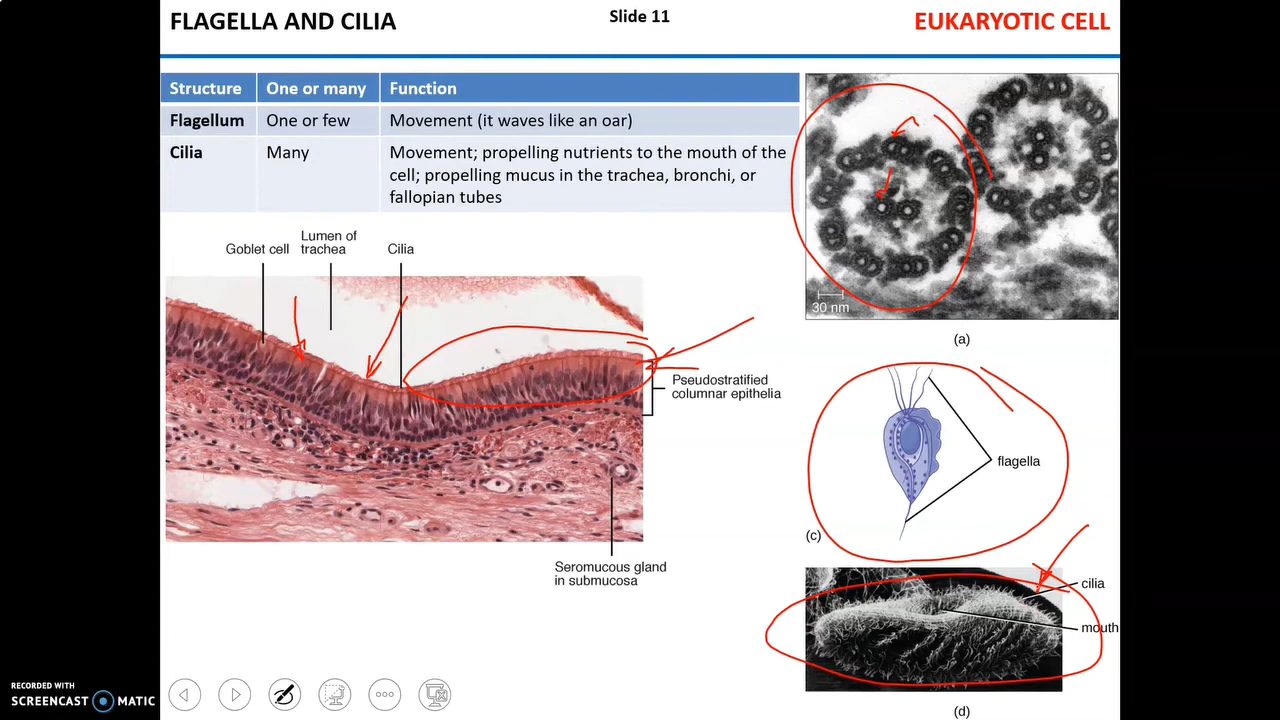 FLAGELLA AND CILIA
Slide 11
EUKARYOTIC CELL
Structure One or many Function
Flagellum One or few Movement (it waves like an oar)
Cilia Many Movement; propelling nutrients to the mouth of the
cell; propelling mucus in the trachea, bronchi, or
fallopian tubes
Goblet cell
Lumen of
trachea
Cilia
Pseudostratified
columnar epithelia
Seromucous gland
in submucosa
30 nm
(a)
flagella
(c)
cilia
mouth
(d)
RECORDED WITH
SCREENCAST MATIC